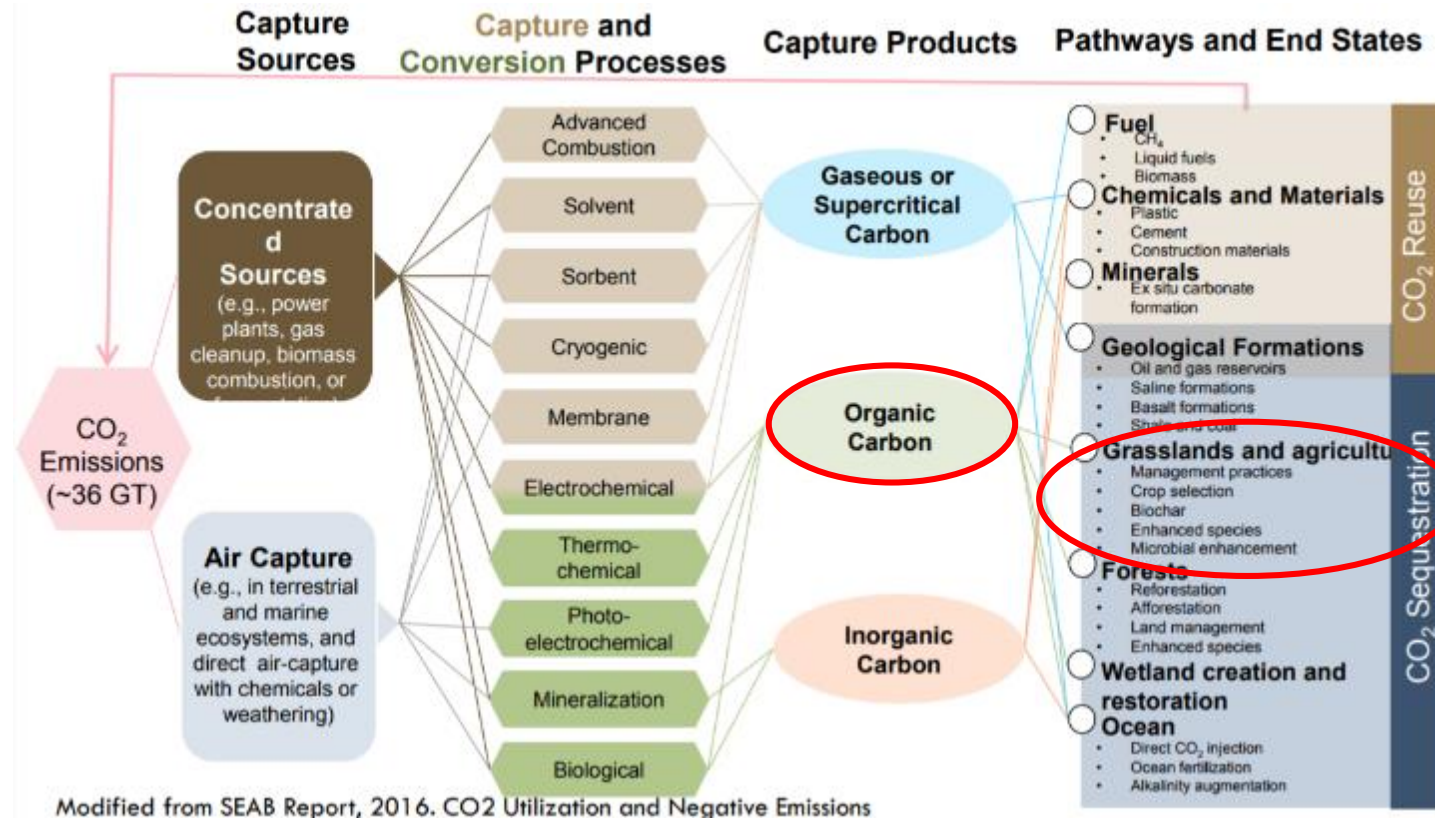 Capture
Sources
Capture and
Conversion Processes
Capture Products
Pathways and End States
CO2
Emissions
(~36 GT)
Concentrate
d
Sources
(e.g., power
plants, gas
cleanup, biomass
combustion, or
Air Capture
(e.g., in terrestrial
and marine
ecosystems, and
direct air-capture
with chemicals or
weathering)
Advanced
Combustion
Solvent
Sorbent
Cryogenic
Membrane
Electrochemical
Thermo-
chemical
Photo-
electrochemical
Mineralization
Biological
Gaseous or
Supercritical
Carbon
Organic
Carbon
Inorganic
Carbon
Fuel
• CH4
• Liquid fuels
• Biomass
Chemicals and Materials
• Plastic
• Cement
• Construction materials
Minerals
• Ex situ carbonate
formation
Geological Formations
• Oil and gas reservoirs
• Saline formations
• Basalt formations
• Shale and coal
Grasslands and agricultu
• Management practices
• Crop selection
• Biochar
• Enhanced species
• Microbial enhancement
Forests
• Reforestation
• Afforestation
• Land management
• Enhanced species
Wetland creation and
restoration
Ocean
• Direct CO2 injection
• Ocean fertilization
• Alkalinity augmentation
CO2 Reuse
CO2 Sequestration
Modified from SEAB Report, 2016. CO2 Utilization and Negative Emissions